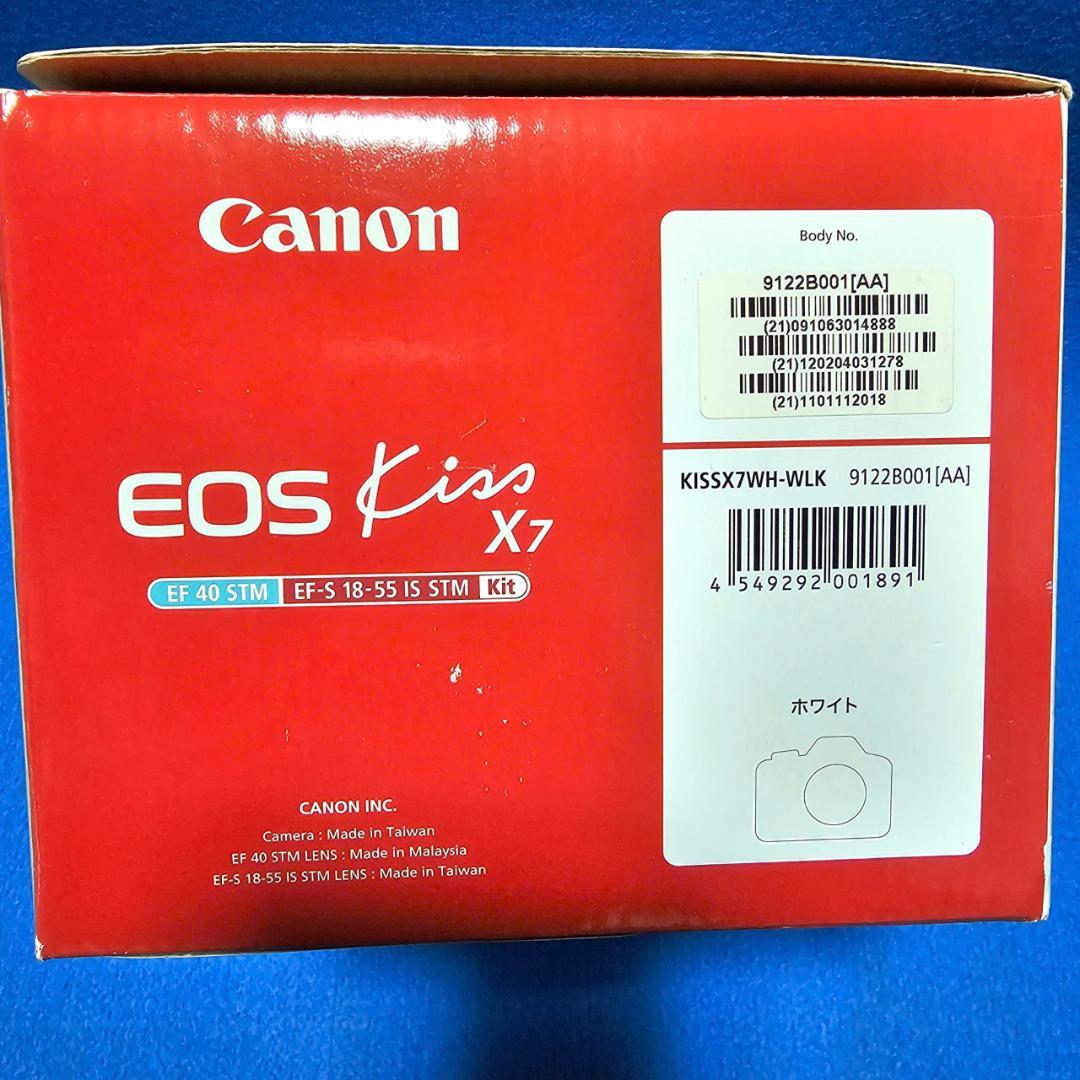 Canon
EOS Kiss X7
EF 40 STM EF-S 18-55 IS STM Kit
CANON INC.
Camera : Made in Taiwan
EF 40 STM LENS : Made in Malaysia
EF-S 18-55 IS STM LENS : Made in Taiwan
Body No.
9122B001[AA]
(21)091063014888
(21)120204031278
(21)1101112018
KISSX7WH-WLK 9122B001[AA]
4 549292 001891
ホワイト